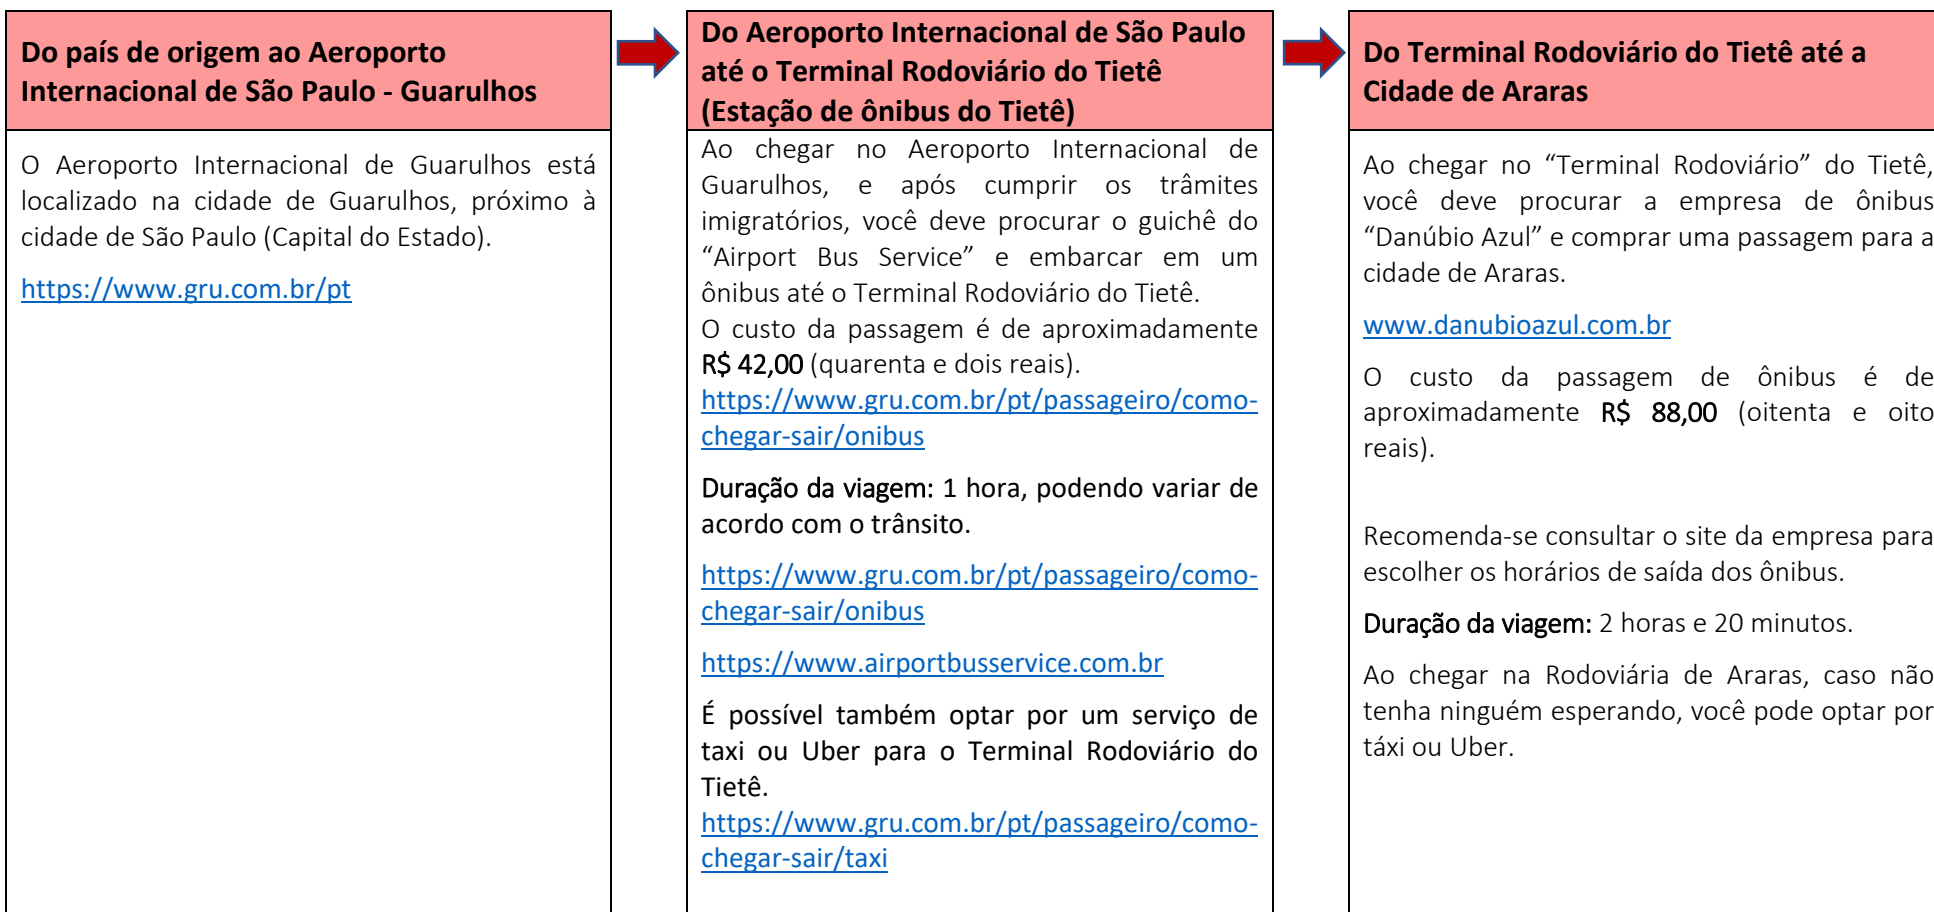 Do país de origem ao Aeroporto
Internacional de São Paulo - Guarulhos
O Aeroporto Internacional de Guarulhos está
localizado na cidade de Guarulhos, próximo à
cidade de São Paulo (Capital do Estado).
https://www.gru.com.br/pt
Do Aeroporto Internacional de São Paulo
até o Terminal Rodoviário do Tietê
(Estação de ônibus do Tietê)
Ao chegar no Aeroporto Internacional de
Guarulhos, e após cumprir os trâmites
imigratórios, você deve procurar o guichê do
“Airport Bus Service” e embarcar em um
ônibus até o Terminal Rodoviário do Tietê.
O custo da passagem é de aproximadamente
R$ 42,00 (quarenta e dois reais).
https://www.gru.com.br/pt/passageiro/como-
chegar-sair/onibus
Duração da viagem: 1 hora, podendo variar de
acordo com o trânsito.
https://www.gru.com.br/pt/passageiro/como-
chegar-sair/onibus
https://www.airportbusservice.com.br
É possível também optar por um serviço de
taxi ou Uber para o Terminal Rodoviário do
Tietê.
https://www.gru.com.br/pt/passageiro/como-
chegar-sair/taxi
Do Terminal Rodoviário do Tietê até a
Cidade de Araras
Ao chegar no “Terminal Rodoviário” do Tietê,
você deve procurar a empresa de ônibus
“Danúbio Azul” e comprar uma passagem para a
cidade de Araras.
www.danubioazul.com.br
O custo da passagem de ônibus é de
aproximadamente R$ 88,00 (oitenta e oito
reais).
Recomenda-se consultar o site da empresa para
escolher os horários de saída dos ônibus.
Duração da viagem: 2 horas e 20 minutos.
Ao chegar na Rodoviária de Araras, caso não
tenha ninguém esperando, você pode optar por
táxi ou Uber.